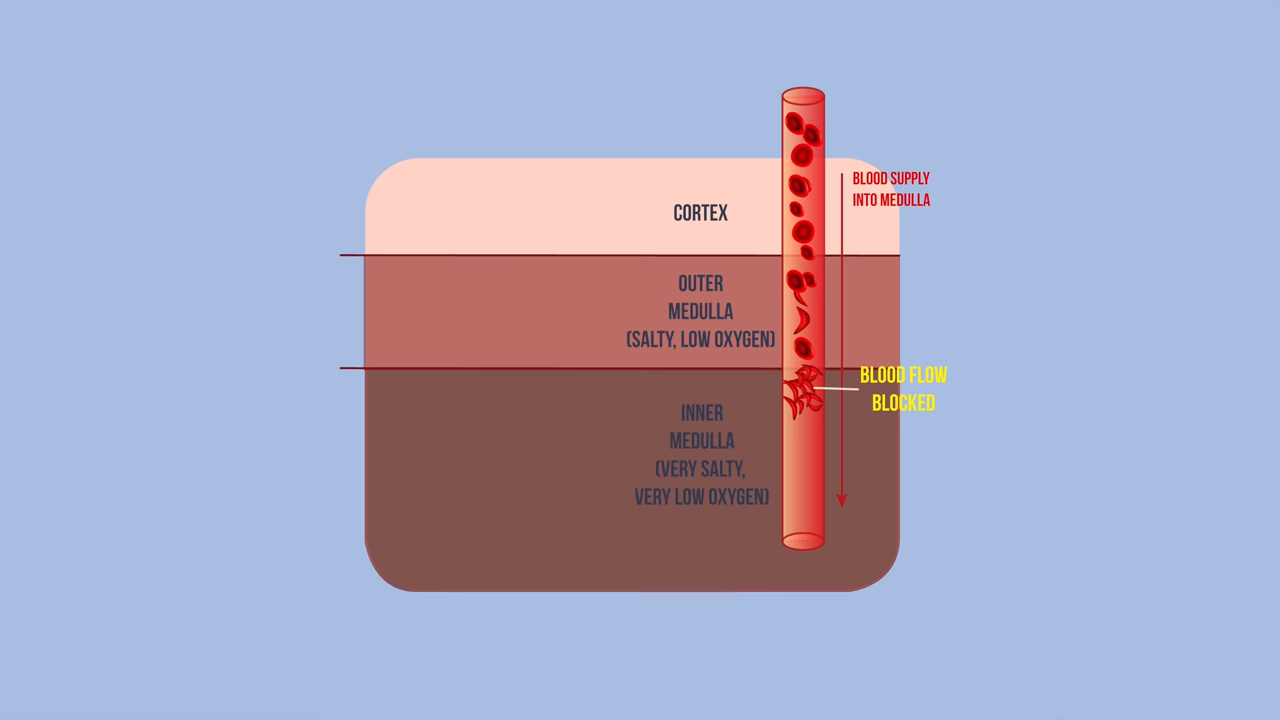 BLOOD SUPPLY
INTO MEDULLA
CORTEX
OUTER
MEDULLA
(SALTY, LOW OXYGEN)
BLOOD FLOW
BLOCKED
INNER
MEDULLA
(VERY SALTY,
VERY LOW OXYGEN)